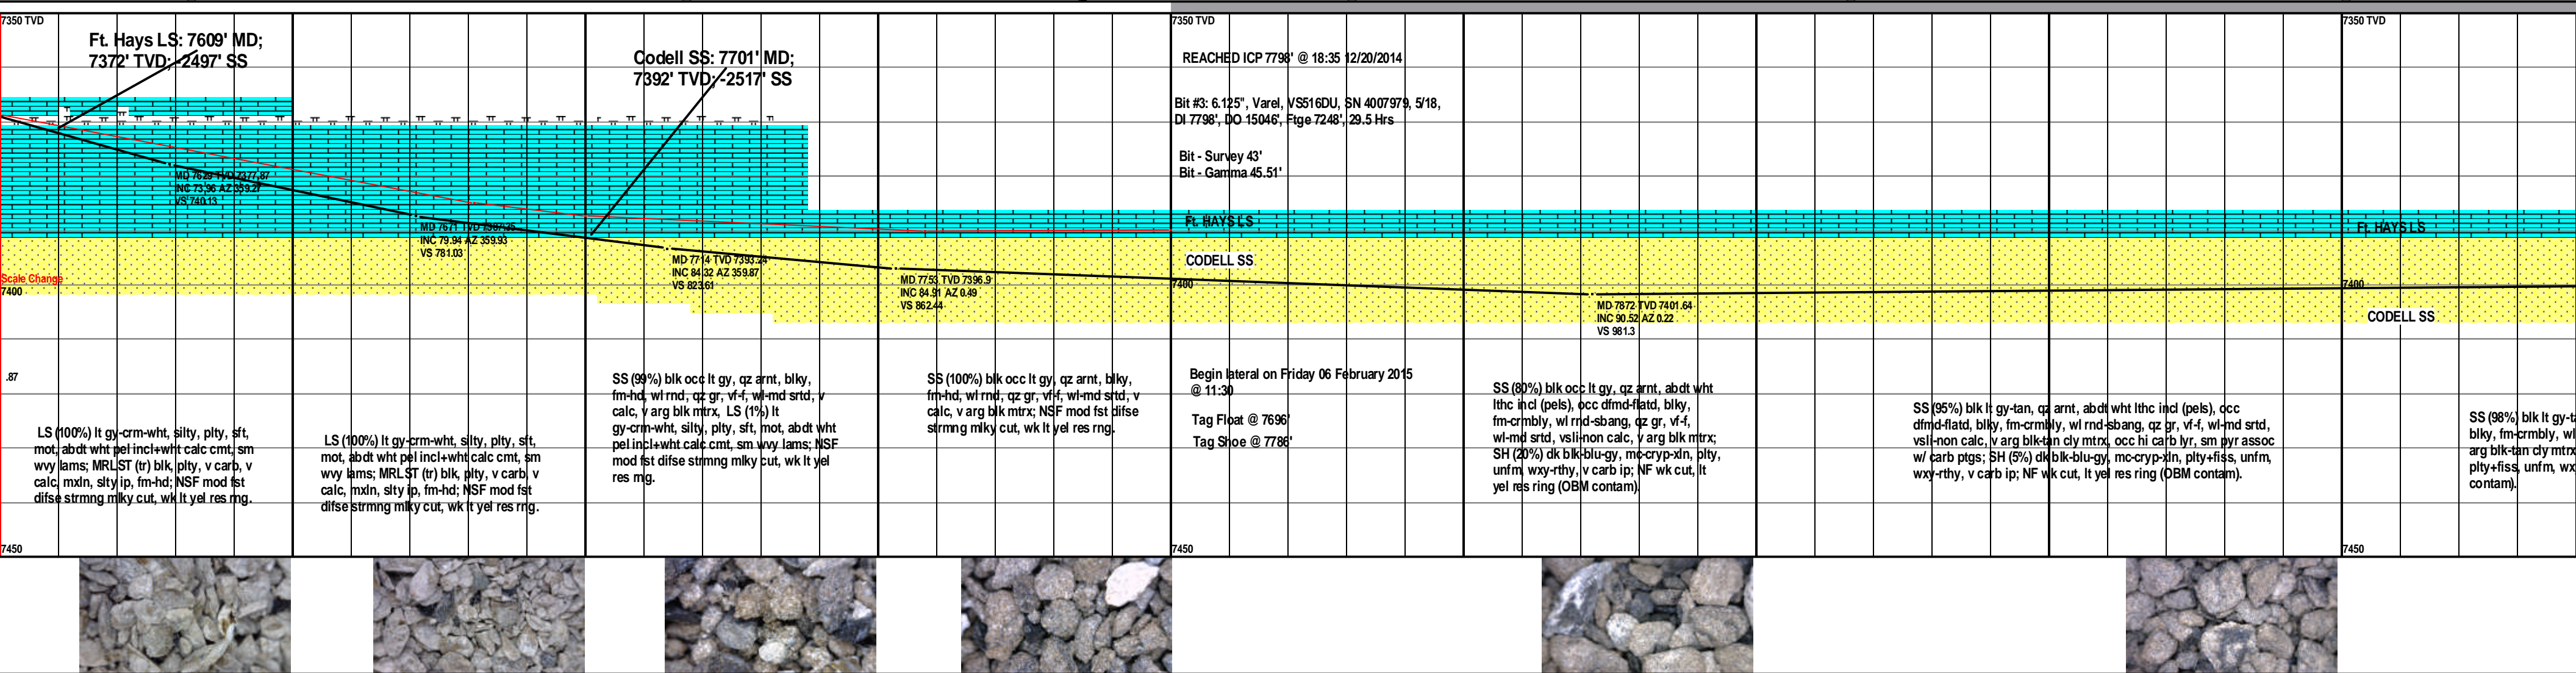 7350 TVD
7350 TVD
7350 TVD
Ft. Hays LS: 7609' MD;
7372' TVD; -2497' SS
Codell SS: 7701' MD;
7392' TVD; -2517' SS
REACHED ICP 7798' @ 18:35 12/20/2014
Bit #3: 6.125", Varel, VS516DU, SN 4007979, 5/18,
DI 7798', DO 15046', Ftge 7248', 29.5 Hrs
Bit - Survey 43'
Bit - Gamma 45.51'
MD 7629 TVD 7377.87
INC 73.96 AZ 359.27
VS 740.13
MD 7671 TVD
INC 79.94 AZ 359.93
VS 781.03
MD 7714 TVD 7393.24
INC 84.32 AZ 359.87
VS 823.61
MD 7753 TVD 7396.9
INC 84.91 AZ 0.49
VS 862.44
Ft. HAYS LS
CODELL SS
7400
MD 7872 TVD 7401.64
INC 90.52 AZ 0.22
VS 981.3
Ft. HAYS LS
7400
CODELL SS
Scale Change
7400
.87
LS (100%) lt gy-crm-wht, silty, plty, sft,
mot, abdt wht pel incl+wht calc cmt, sm
wvy lams; MRLST (tr) blk, plty, v carb, v
calc, mxln, slty ip, fm-hd; NSF mod fst
difse strmng mlky cut, wk lt yel res rng.
LS (100%) lt gy-crm-wht, silty, plty, sft,
mot, abdt wht pel incl+wht calc cmt, sm
wvy lams; MRLST (tr) blk, plty, v carb, v
calc, mxln, slty ip, fm-hd; NSF mod fst
difse strmng mlky cut, wk lt yel res rng.
SS (99%) blk occ lt gy, qz arnt, blky,
fm-hd, wl rnd, qz gr, vf-f, wl-md srtd, v
calc, v arg blk mtrx, LS (1%) lt
gy-crm-wht, silty, plty, sft, mot, abdt wht
pel incl+wht calc cmt, sm wvy lams; NSF
mod fst difse strmng mlky cut, wk lt yel
res rng.
SS (100%) blk occ lt gy, qz arnt, blky,
fm-hd, wl rnd, qz gr, vf-f, wl-md srtd, v
calc, v arg blk mtrx; NSF mod fst difse
strmng mlky cut, wk lt yel res rng.
Begin lateral on Friday 06 February 2015
@ 11:30
Tag Float @ 7696'
Tag Shoe @ 7786'
SS (80%) blk occ lt gy, qz arnt, abdt wht
lthc incl (pels), occ dfmd-flatd, blky,
fm-crmbly, wl rnd-sbang, qz gr, vf-f,
wl-md srtd, vsli-non calc, v arg blk mtrx;
SH (20%) dk blk-blu-gy, mc-cryp-xln, plty,
unfm, wxy-rthy, v carb ip; NF wk cut, lt
yel res ring (OBM contam).
SS (95%) blk lt gy-tan, qz arnt, abdt wht lthc incl (pels), occ
dfmd-flatd, blky, fm-crmbly, wl rnd-sbang, qz gr, vf-f, wl-md srtd,
vsli-non calc, v arg blk-tan cly mtrx, occ hi carb lyr, sm pyr assoc
w/ carb ptgs; SH (5%) dk blk-blu-gy, mc-cryp-xln, plty+fiss, unfm,
wxy-rthy, v carb ip; NF wk cut, lt yel res ring (OBM contam).
SS (98%) blk lt gy-ta
blky, fm-crmbly, wl
arg blk-tan cly mtrx
plty+fiss, unfm, wx
contam).
7450
7450
7450